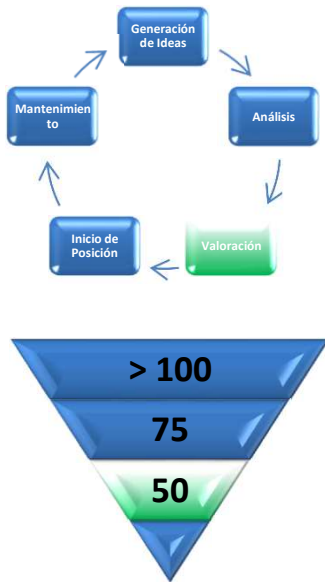 Generación
de Ideas
Mantenimien
to
Análisis
Inicio de
Posición
Valoración
> 100
75
50